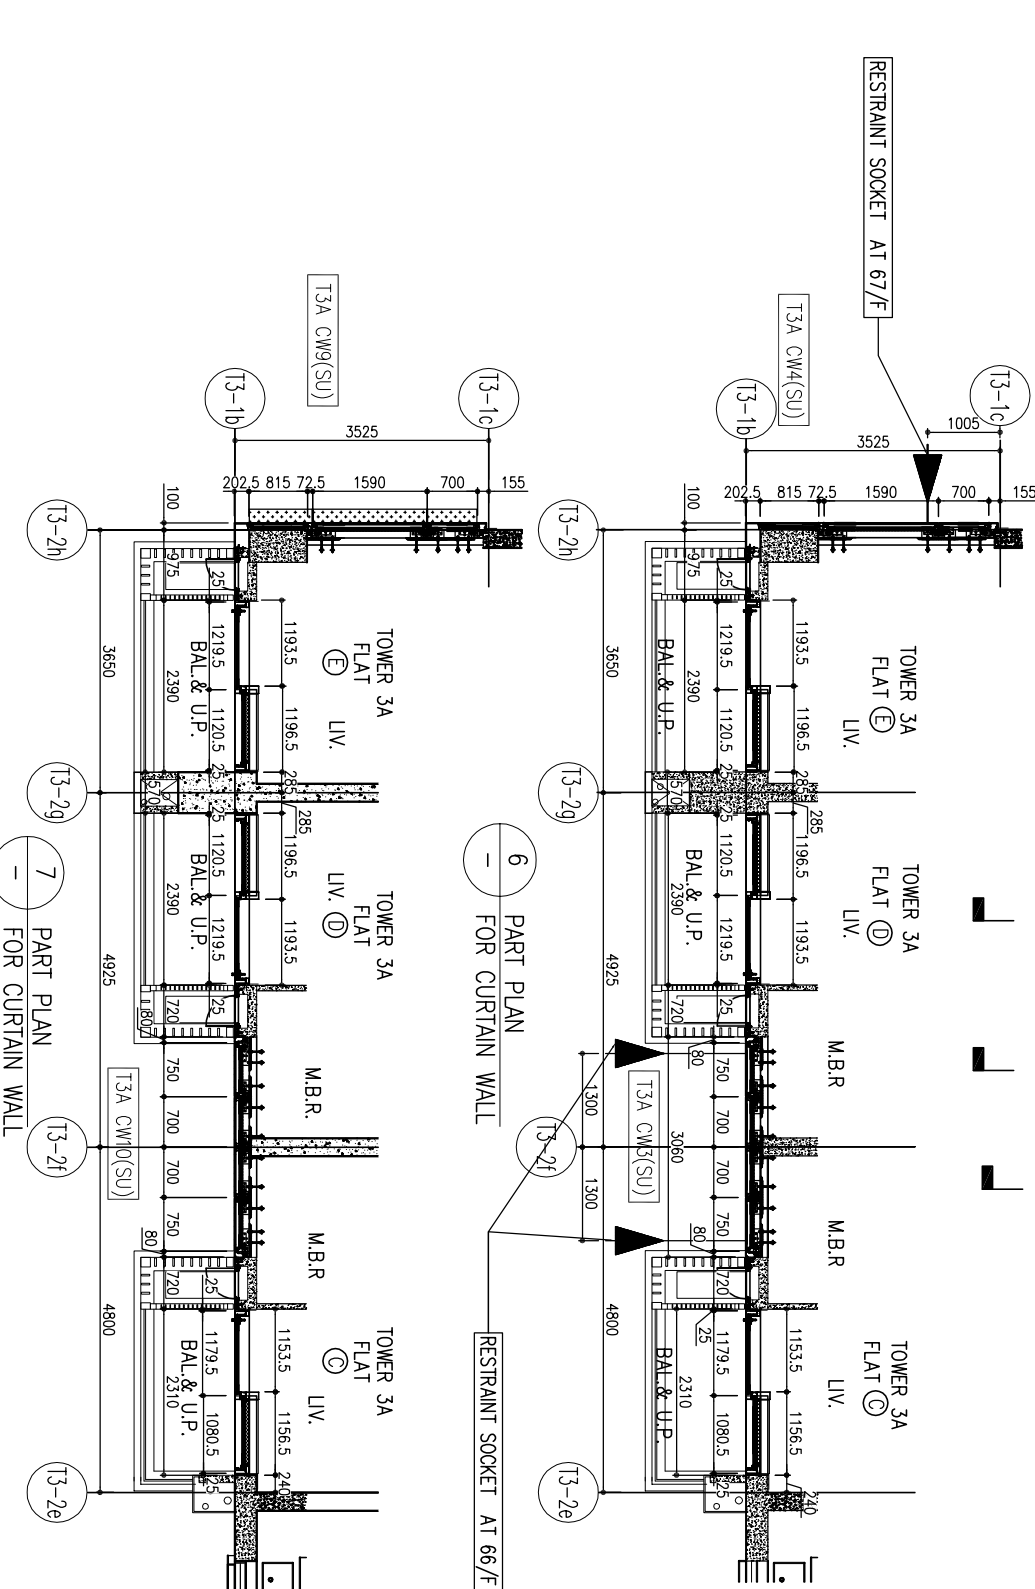 RESTRAINT SOCKET AT 67/F
T3A CW4(SU)
T3-1c
T3-1b
1005
3525
202.5
815
72.5
1590
700
155
100
T3-2h
975
25
1219.5
2390
1193.5
3650
BAL.& U.P.
TOWER 3A
FLAT E
LIV.
1120.5
1196.5
25
570
285
285
T3-2g
25
1120.5
1196.5
BAL.& U.P.
2390
TOWER 3A
FLAT D
LIV.
1219.5
1193.5
4925
720
25
80
750
M.B.R
1300
700
T3A CW3(SU)
3060
T3-2f
1300
700
750
M.B.R
80
720
25
4800
1179.5
1153.5
2310
BAL.& U.P.
TOWER 3A
FLAT C
LIV.
1080.5
1156.5
25
240
T3-2e
6
-
PART PLAN
FOR CURTAIN WALL
RESTRAINT SOCKET AT 66/F
T3A CW9(SU)
T3-1c
T3-1b
3525
202.5
815
72.5
1590
700
155
100
T3-2h
975
25
1219.5
2390
1193.5
3650
BAL.& U.P.
TOWER 3A
FLAT
E
LIV.
1120.5
1196.5
25
570
285
285
T3-2g
25
1120.5
1196.5
BAL.& U.P.
2390
TOWER 3A
FLAT
LIV. D
1219.5
1193.5
4925
720
25
80
750
M.B.R.
700
T3A CW10(SU)
T3-2f
700
750
M.B.R
80
720
25
4800
1179.5
1153.5
2310
BAL.& U.P.
TOWER 3A
FLAT
C
LIV.
1080.5
1156.5
25
240
T3-2e
7
-
PART PLAN
FOR CURTAIN WALL